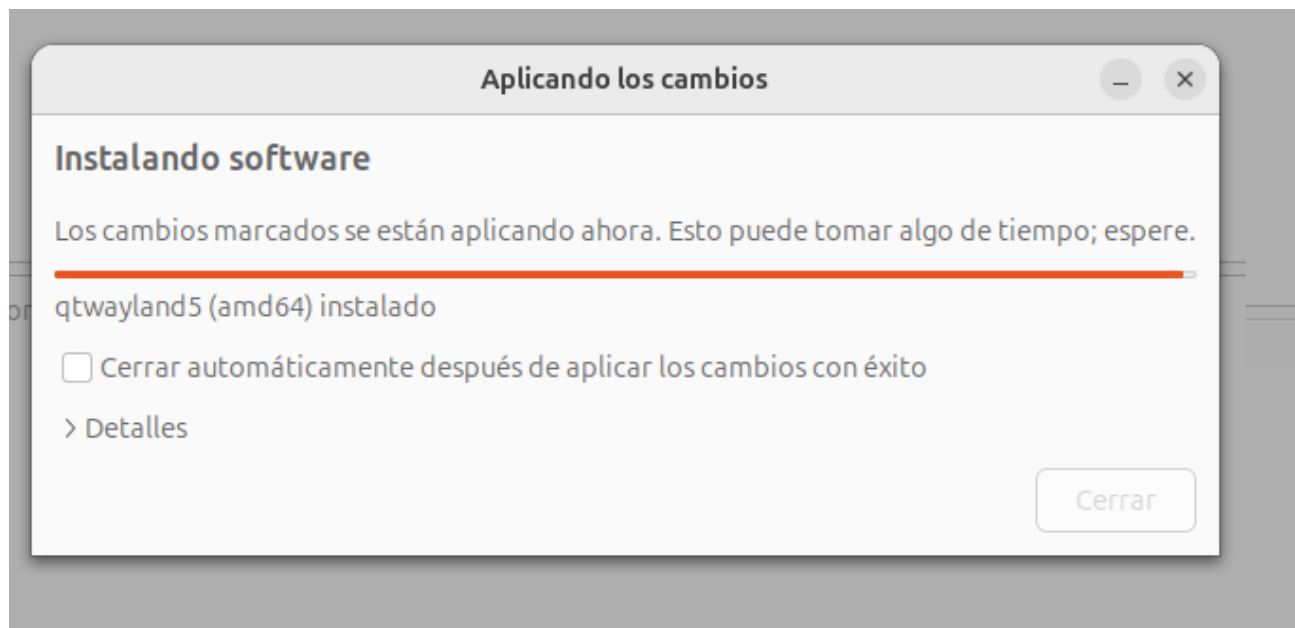 Aplicando los cambios
Instalando software
Los cambios marcados se están aplicando ahora. Esto puede tomar algo de tiempo; espere.
qtwayland5 (amd64) instalado
Cerrar automáticamente después de aplicar los cambios con éxito
Detalles
Cerrar